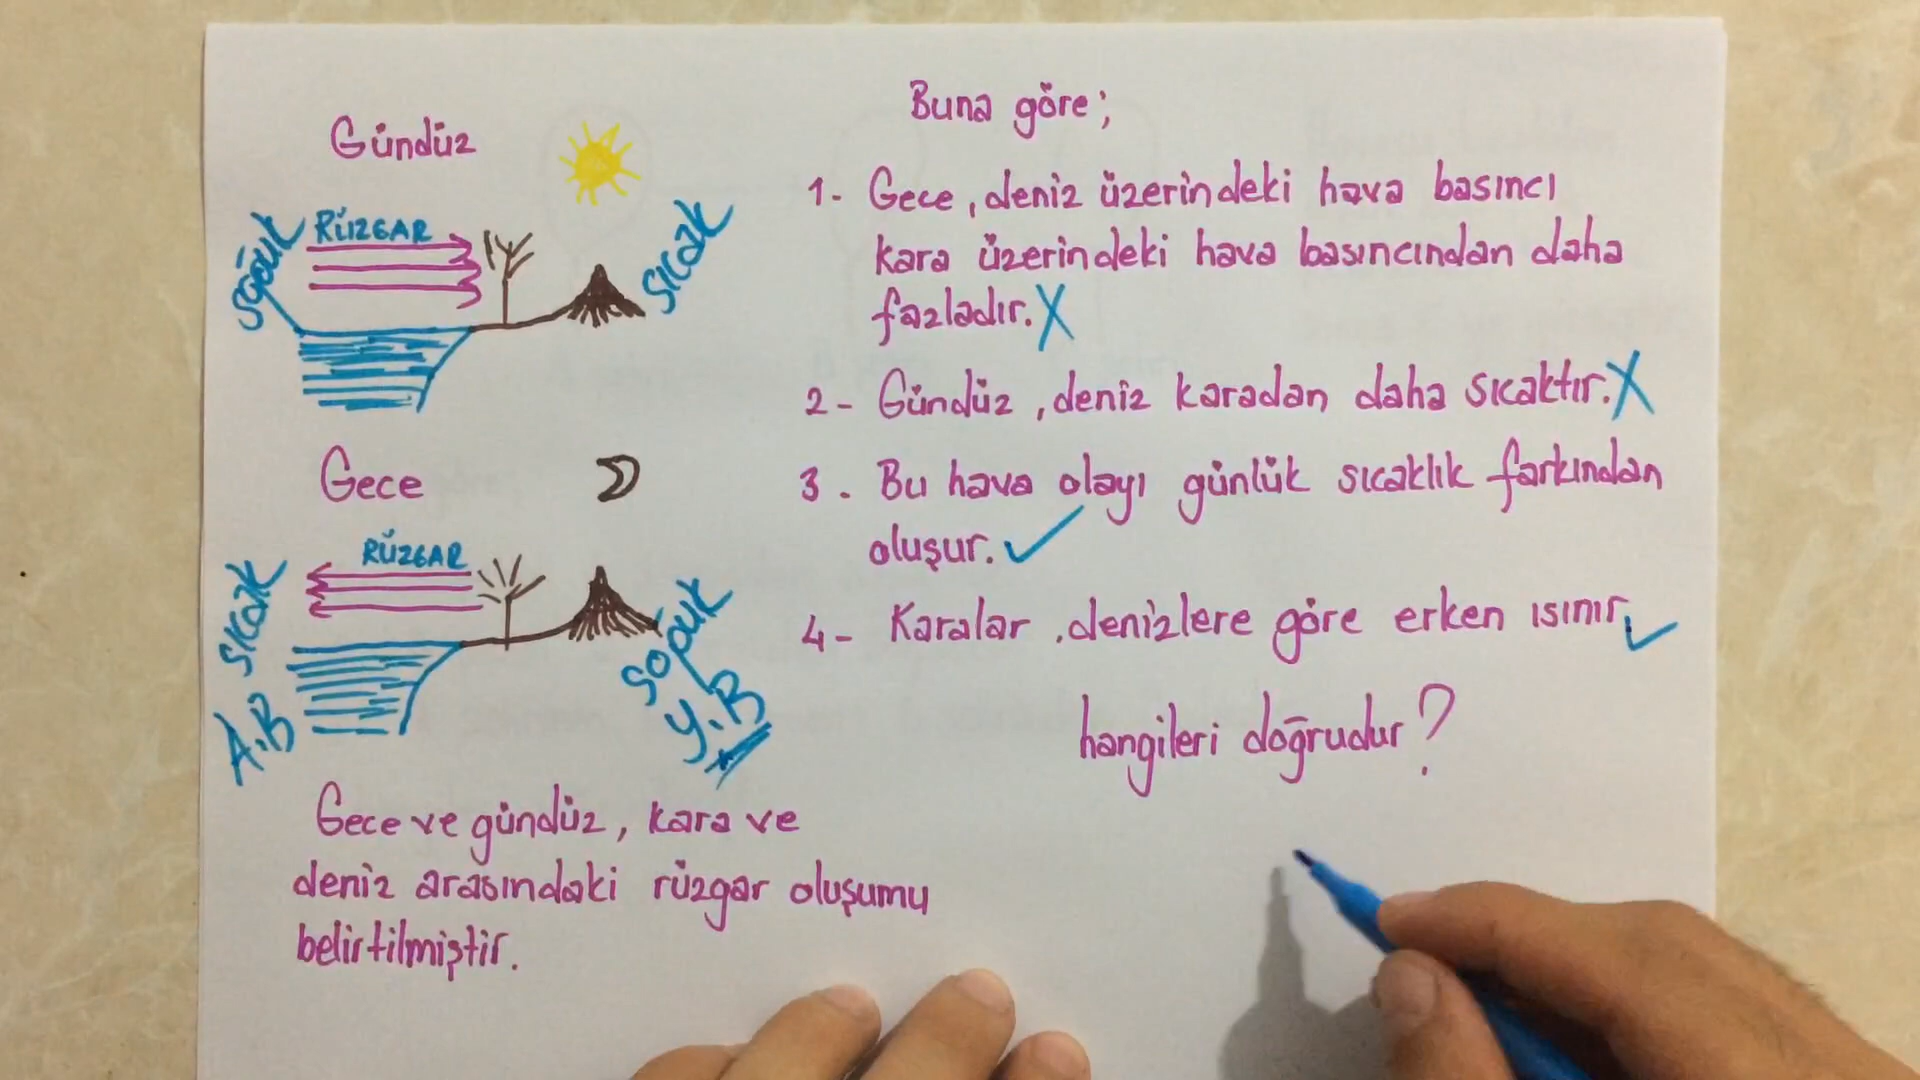 Gündüz
soğuk
RÜZGAR
sıcak
Gece
RÜZGAR
sıcak
A.B
soğuk
Y.B
Gece ve gündüz, kara ve
deniz arasındaki rüzgar oluşumu
belirtilmiştir.
Buna göre;
1- Gece, deniz üzerindeki hava basıncı
kara üzerindeki hava basıncından daha
fazladır. X
2- Gündüz, deniz karadan daha sıcaktır. X
3. Bu hava olayı günlük sıcaklık farkından
oluşur. ✓
4- Karalar, denizlere göre erken ısınır ✓
hangileri doğrudur?